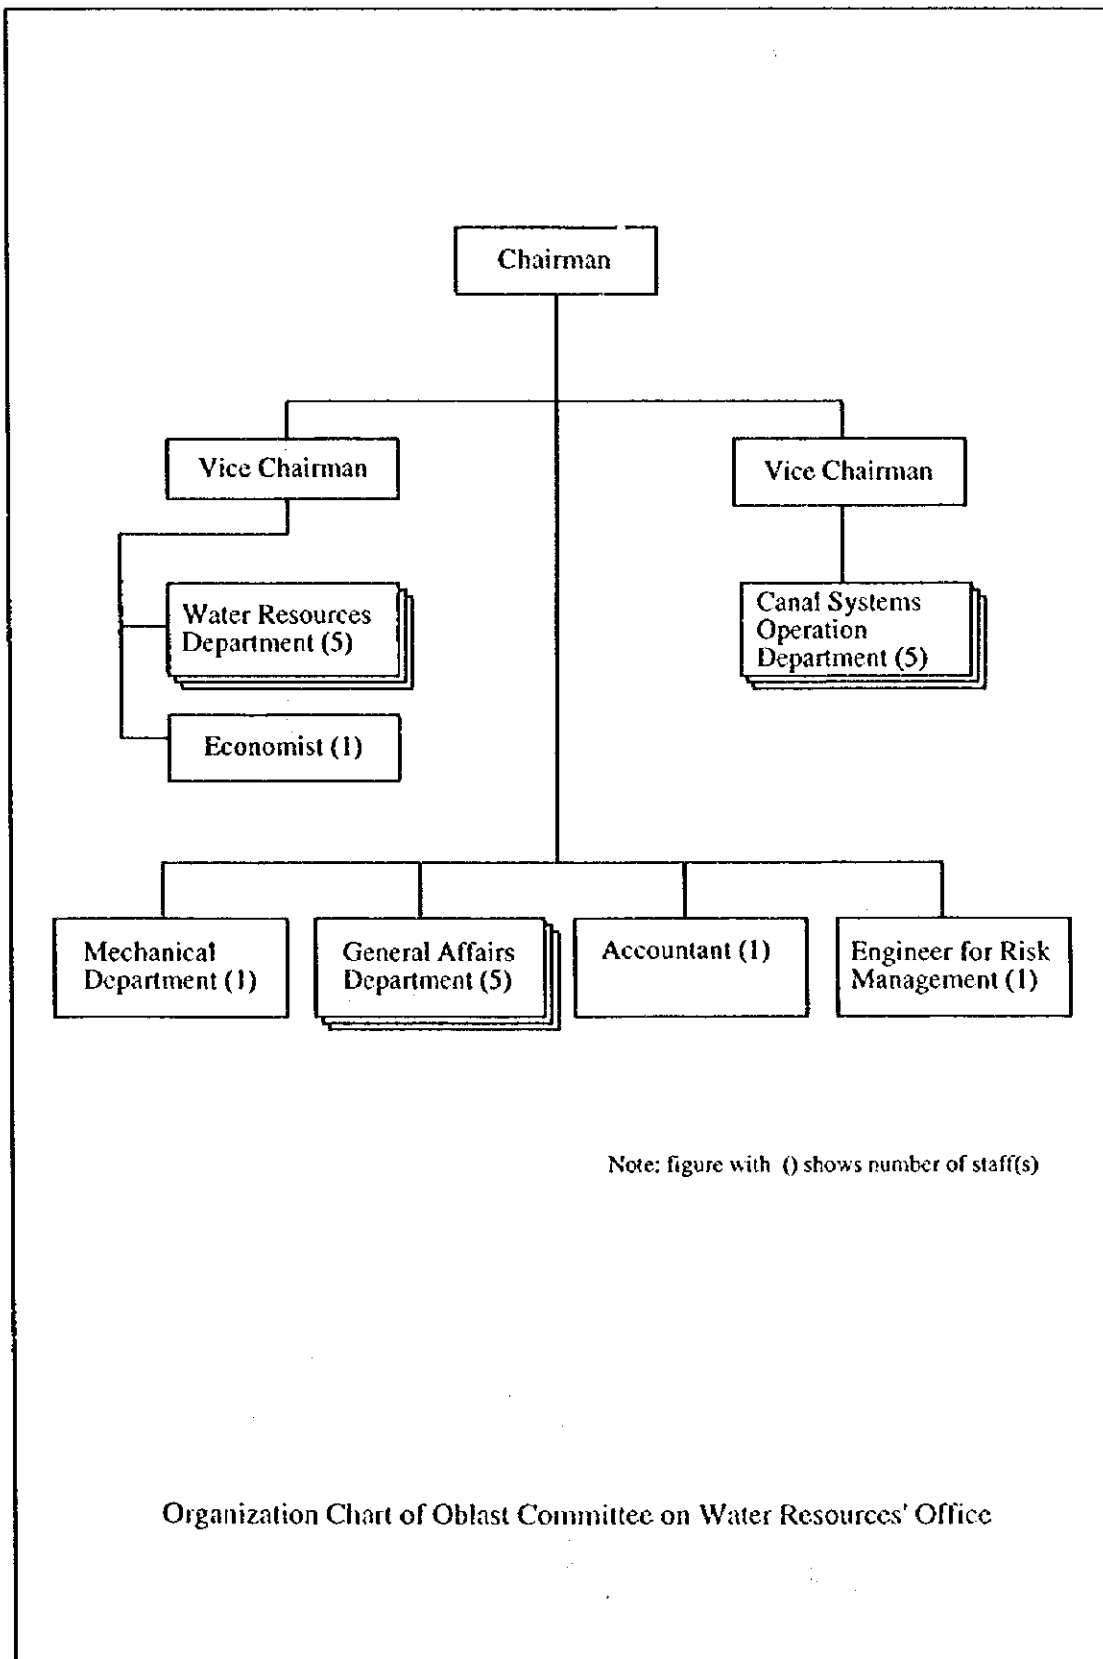 Chairman
Vice Chairman
Vice Chairman
Water Resources
Department (5)
Canal Systems
Operation
Department (5)
Economist (1)
Mechanical
Department (1)
General Affairs
Department (5)
Accountant (1)
Engineer for Risk
Management (1)
Note: figure with () shows number of staff(s)
Organization Chart of Oblast Committee on Water Resources' Office